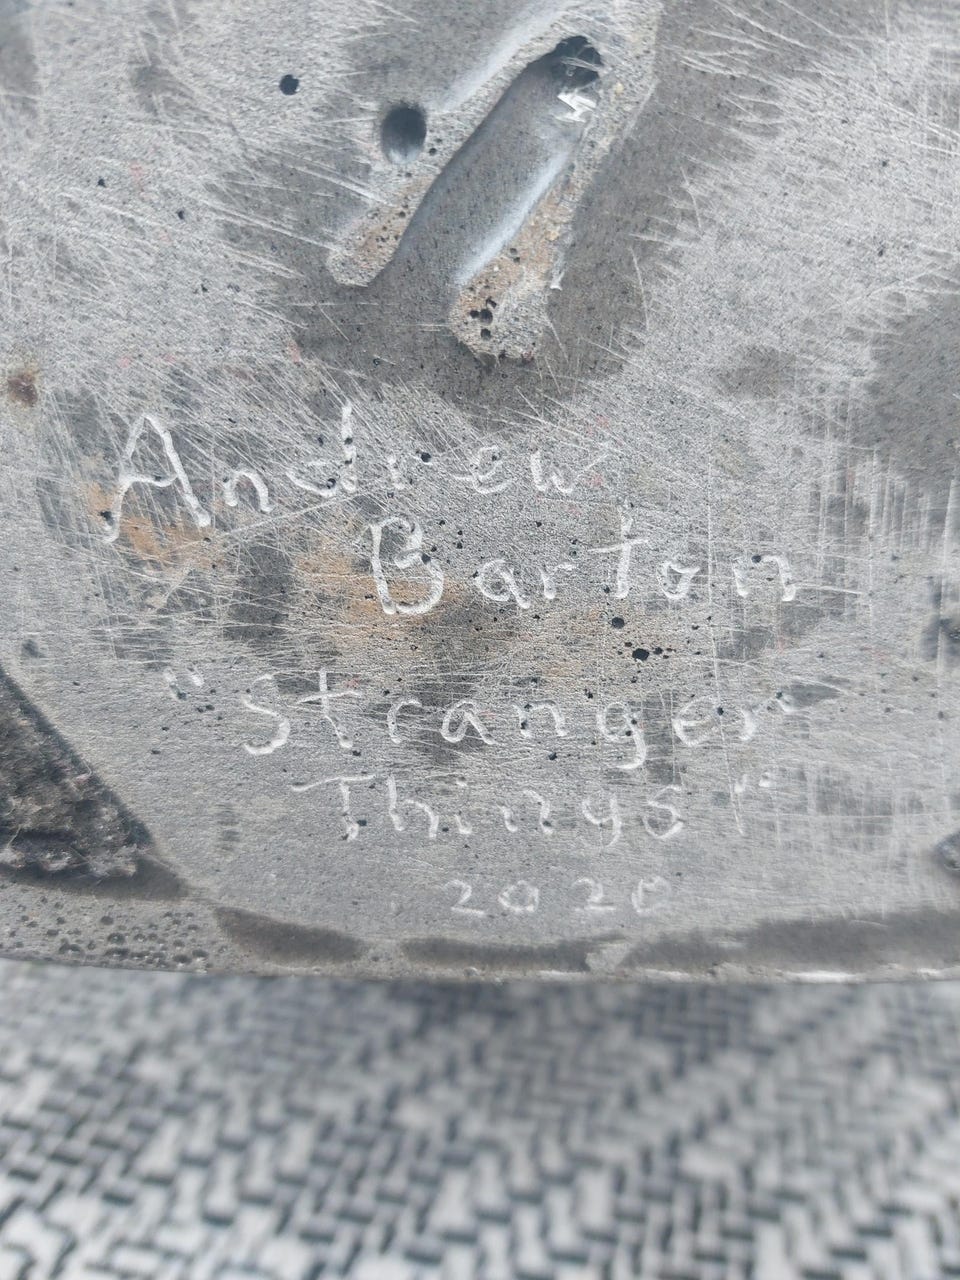 Andrew
Barton
"Stranger
Things"
2020